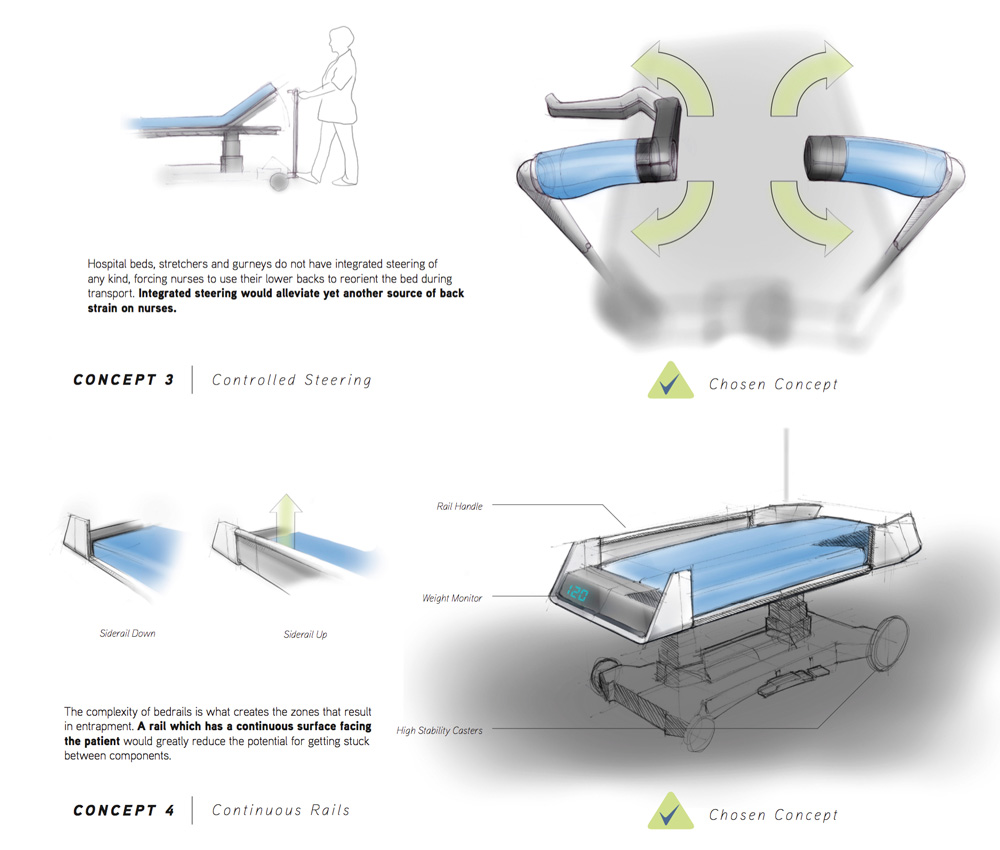 Hospital beds, stretchers and gurneys do not have integrated steering of
any kind, forcing nurses to use their lower backs to reorient the bed during
transport. Integrated steering would alleviate yet another source of back
strain on nurses.
CONCEPT 3
Controlled Steering
Chosen Concept
Siderail Down
Siderail Up
Rail Handle
Weight Monitor
120
High Stability Casters
The complexity of bedrails is what creates the zones that result
in entrapment. A rail which has a continuous surface facing
the patient would greatly reduce the potential for getting stuck
between components.
CONCEPT 4
Continuous Rails
Chosen Concept